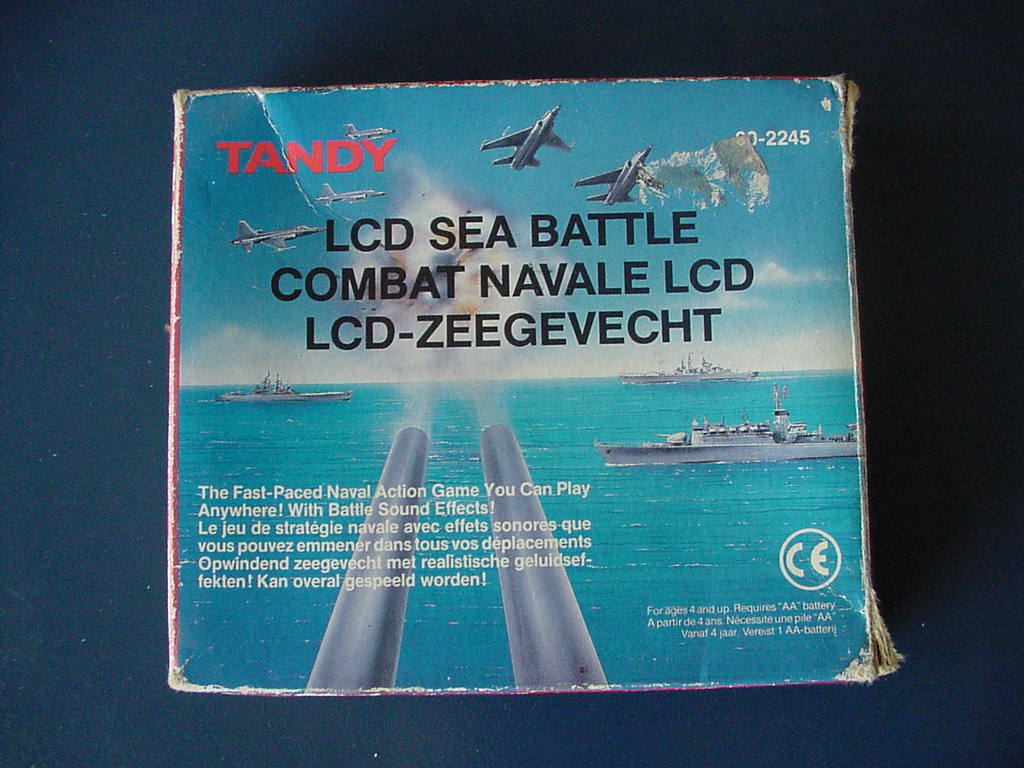 TANDY
60-2245
LCD SEA BATTLE
COMBAT NAVALE LCD
LCD-ZEEGEVECHT
The Fast-Paced Naval Action Game You Can Play
Anywhere! With Battle Sound Effects!
Le jeu de stratégie navale avec effets sonores que
vous pouvez emmener dans tous vos déplacements
Opwindend zeegevecht met realistische geluidsef-
fekten! Kan overal gespeeld worden!
CE
For ages 4 and up. Requires "AA" battery
A partir de 4 ans. Nécessite une pile "AA"
Vanaf 4 jaar. Vereist 1 AA-batterij